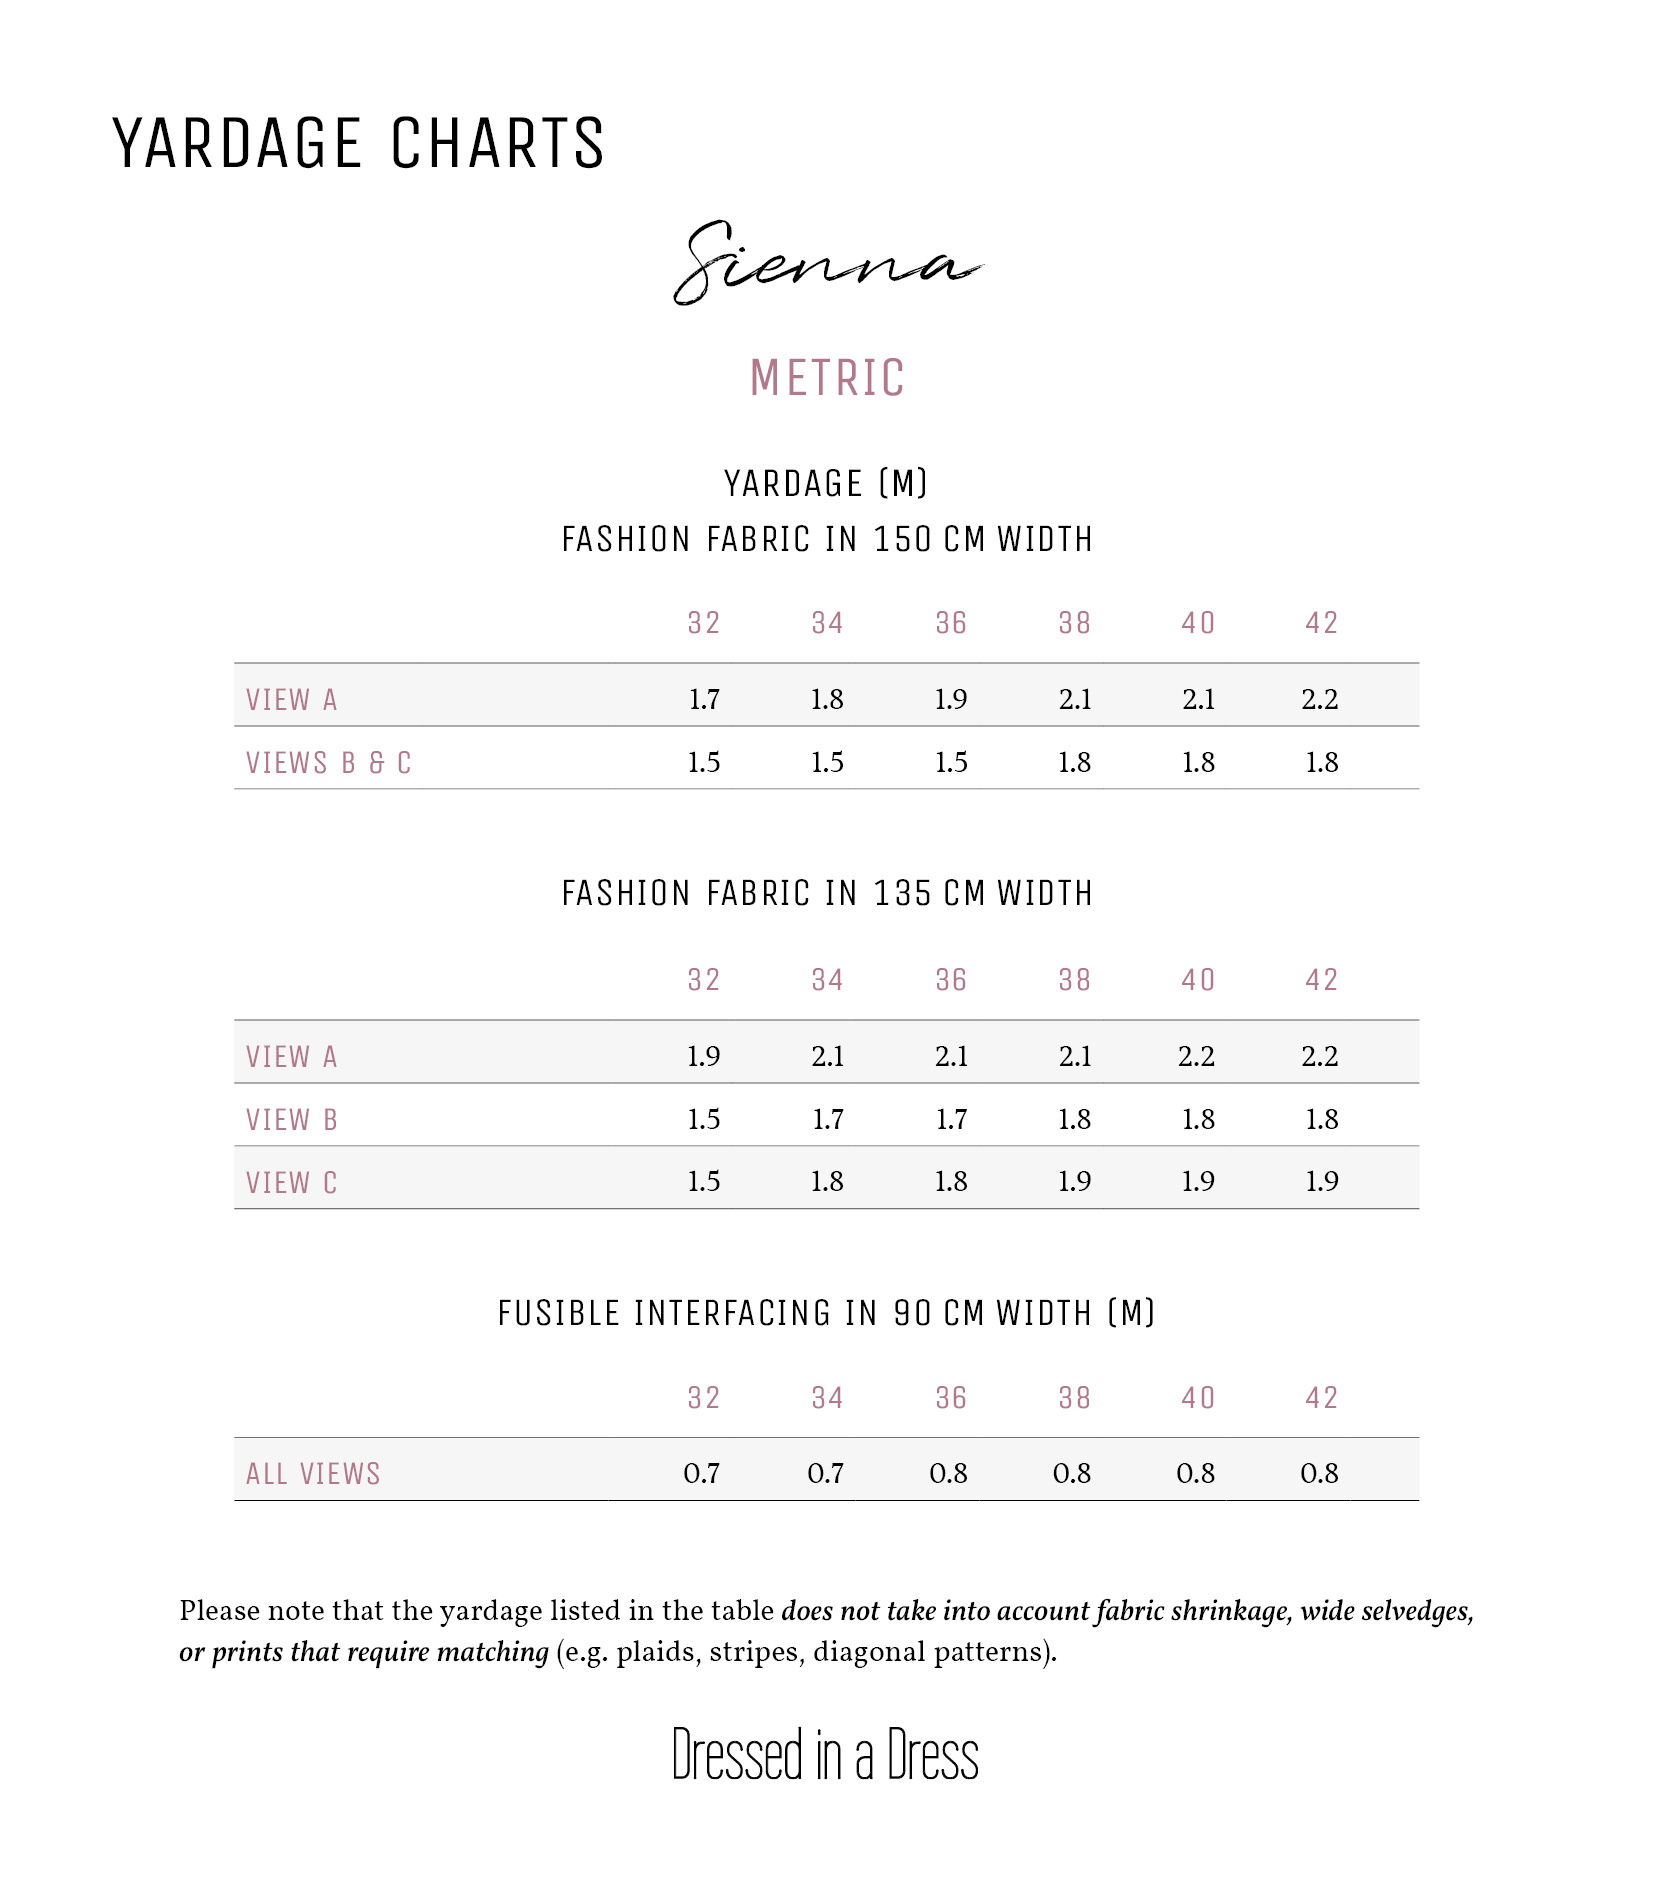 YARDAGE CHARTS
Sienna
METRIC
YARDAGE (M)
FASHION FABRIC IN 150 CM WIDTH
32 34 36 38 40 42
VIEW A 1.7 1.8 1.9 2.1 2.1 2.2
VIEWS B & C 1.5 1.5 1.5 1.8 1.8 1.8
FASHION FABRIC IN 135 CM WIDTH
32 34 36 38 40 42
VIEW A 1.9 2.1 2.1 2.1 2.2 2.2
VIEW B 1.5 1.7 1.7 1.8 1.8 1.8
VIEW C 1.5 1.8 1.8 1.9 1.9 1.9
FUSIBLE INTERFACING IN 90 CM WIDTH (M)
32 34 36 38 40 42
ALL VIEWS 0.7 0.7 0.8 0.8 0.8 0.8
Please note that the yardage listed in the table does not take into account fabric shrinkage, wide selvedges,
or prints that require matching (e.g. plaids, stripes, diagonal patterns).
Dressed in a Dress